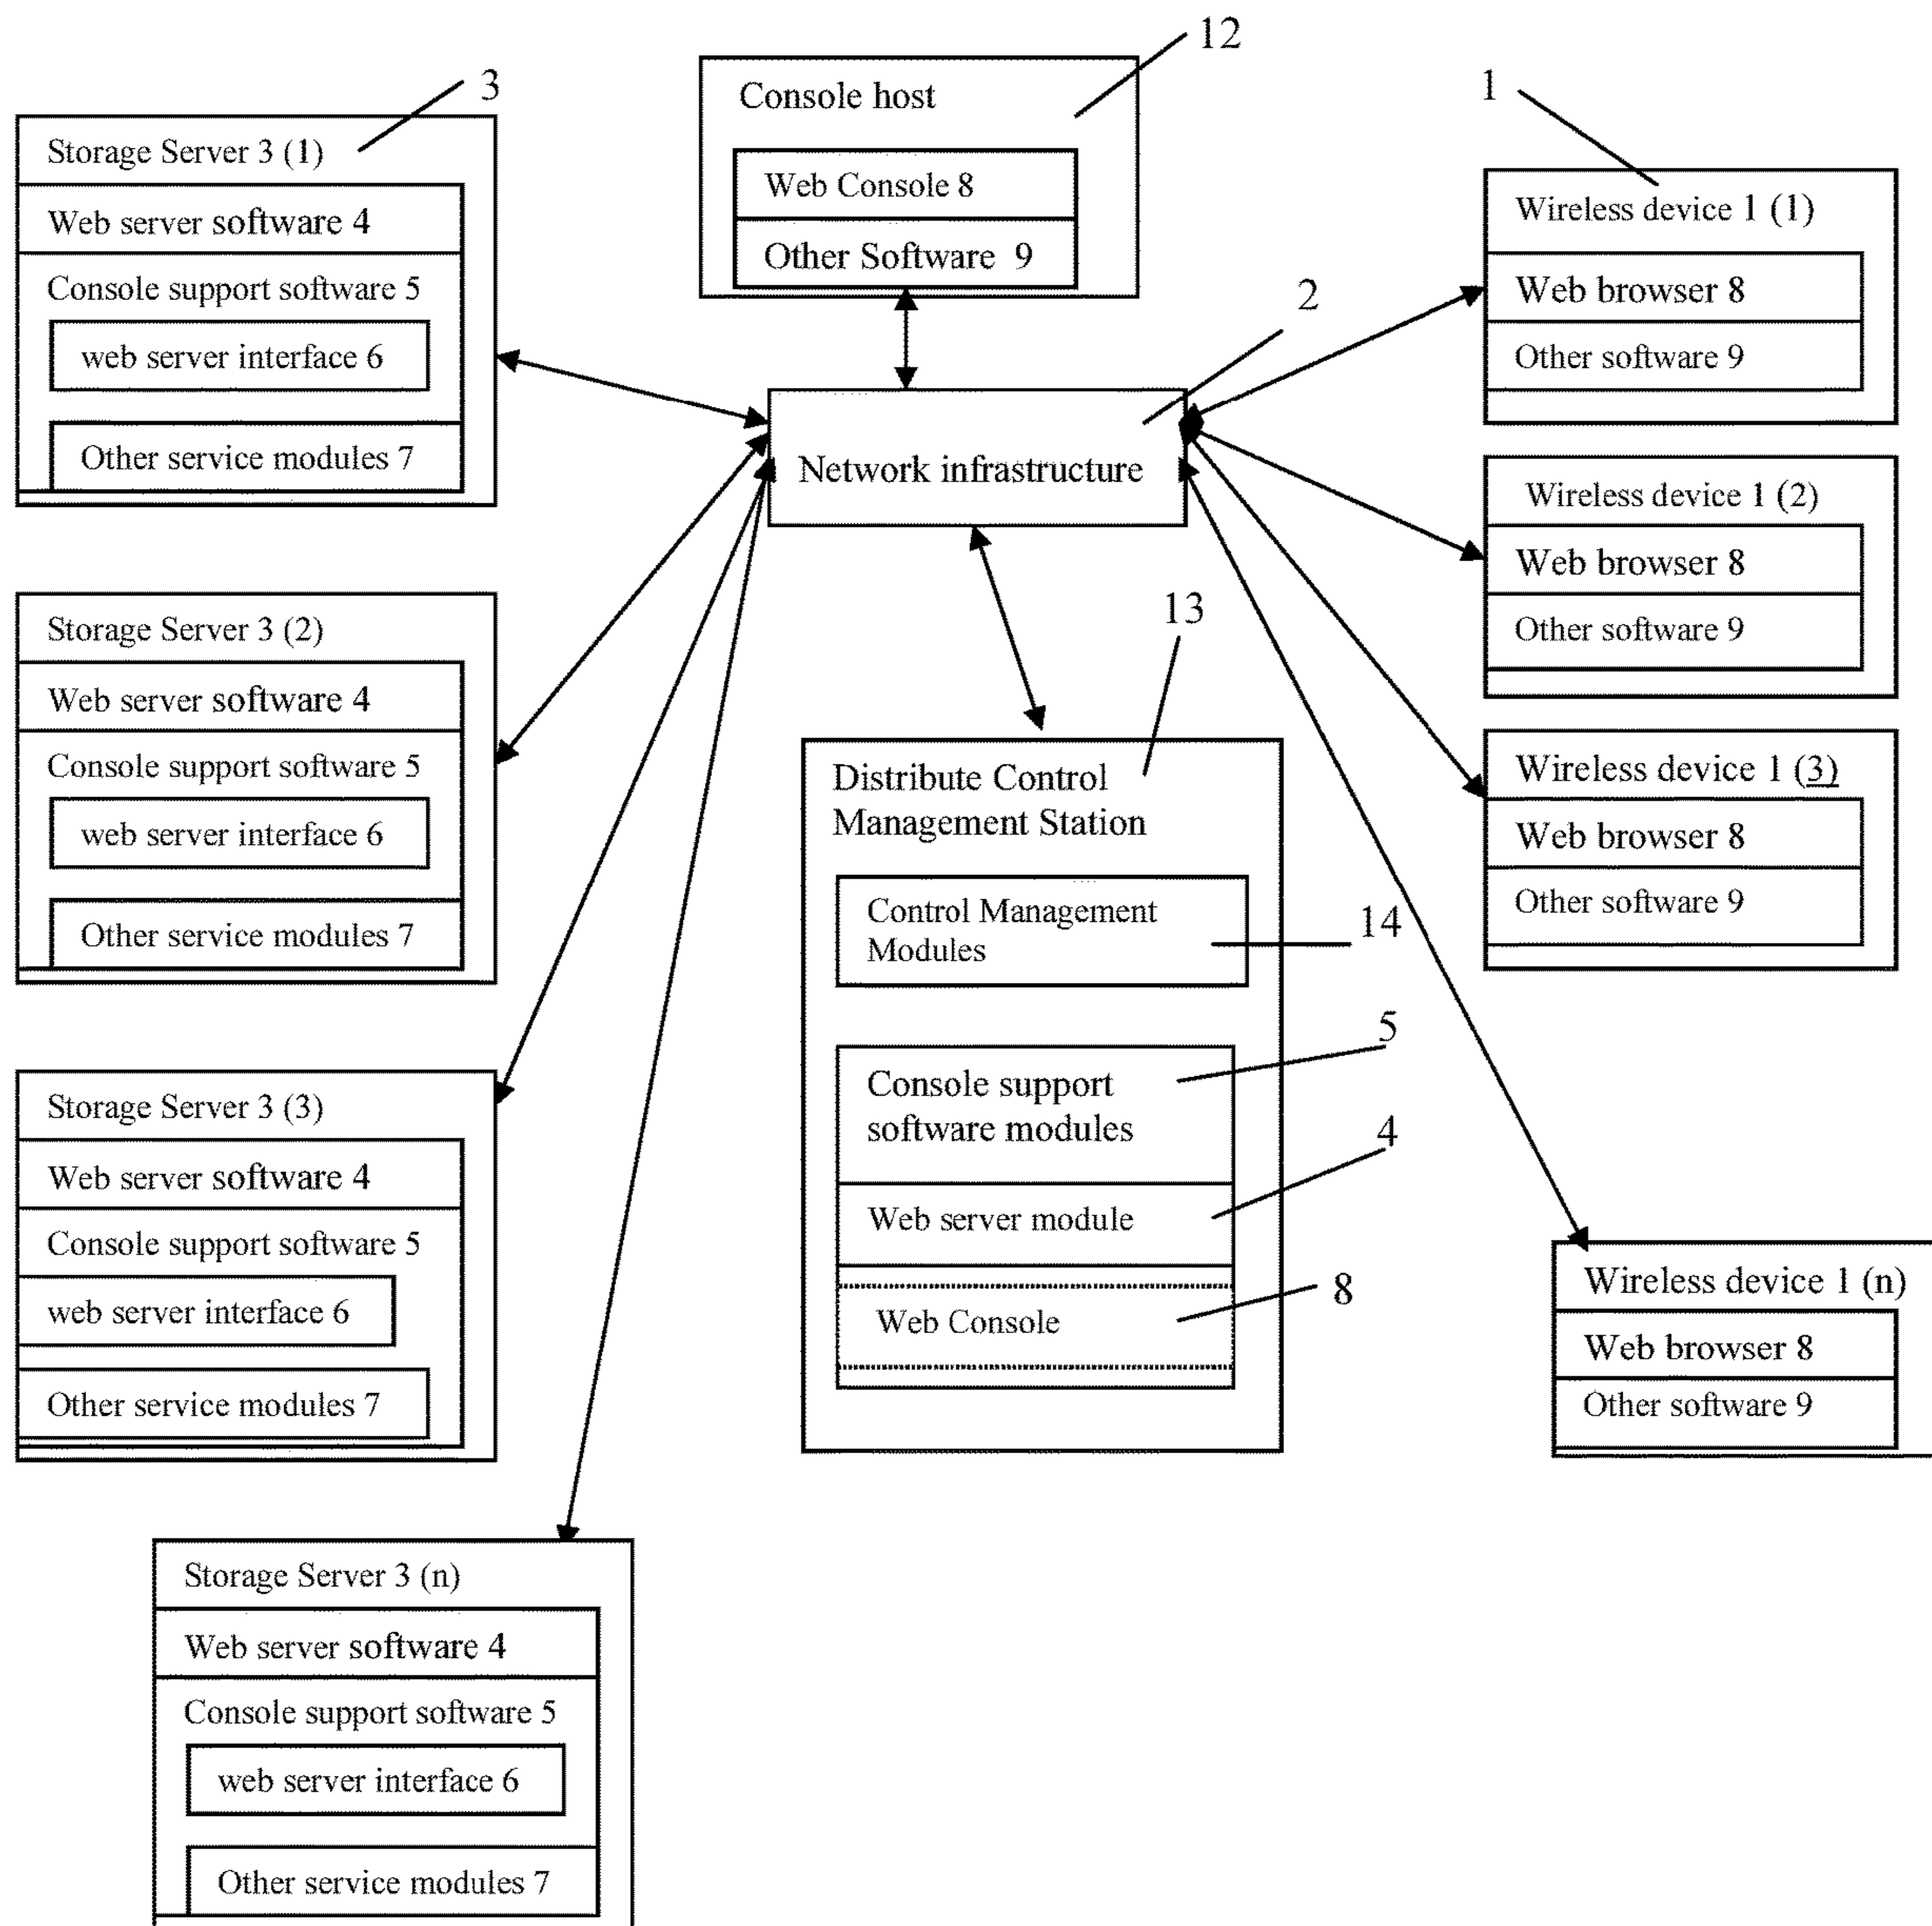 3
Storage Server 3 (1)
Web server software 4
Console support software 5
web server interface 6
Other service modules 7
Storage Server 3 (2)
Web server software 4
Console support software 5
web server interface 6
Other service modules 7
Storage Server 3 (3)
Web server software 4
Console support software 5
web server interface 6
Other service modules 7
Storage Server 3 (n)
Web server software 4
Console support software 5
web server interface 6
Other service modules 7
12
Console host
Web Console 8
Other Software 9
2
Network infrastructure
13
Distribute Control
Management Station
Control Management
Modules
14
5
Console support
software modules
4
Web server module
8
Web Console
1
Wireless device 1 (1)
Web browser 8
Other software 9
Wireless device 1 (2)
Web browser 8
Other software 9
Wireless device 1 (3)
Web browser 8
Other software 9
Wireless device 1 (n)
Web browser 8
Other software 9